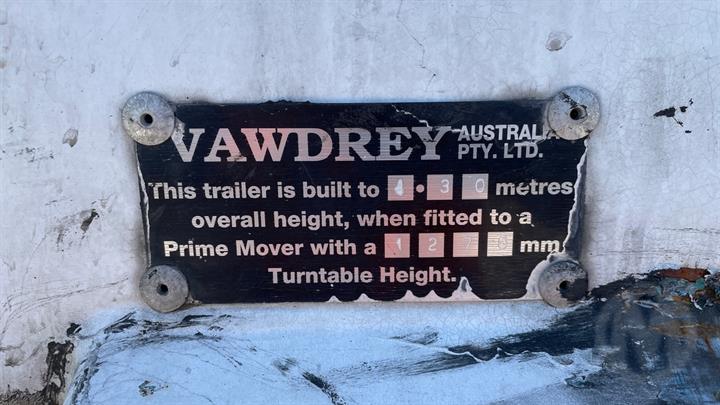 VAWDREY AUSTRALIA PTY. LTD.
This trailer is built to 4.30 metres
overall height, when fitted to a
Prime Mover with a 1270 mm
Turntable Height.